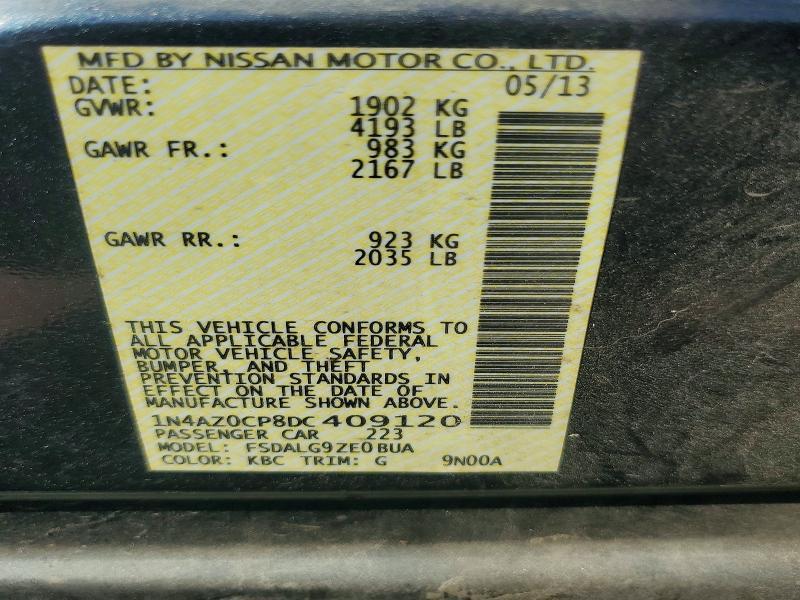 MFD BY NISSAN MOTOR CO., LTD.
DATE: 05/13
GVWR: 1902 KG
4193 LB
GAWR FR.: 983 KG
2167 LB
GAWR RR.: 923 KG
2035 LB
THIS VEHICLE CONFORMS TO
ALL APPLICABLE FEDERAL
MOTOR VEHICLE SAFETY,
BUMPER, AND THEFT
PREVENTION STANDARDS IN
EFFECT ON THE DATE OF
MANUFACTURE SHOWN ABOVE.
1N4AZ0CP8DC409120
PASSENGER CAR 223
MODEL: FSDALG9ZE0BUA
COLOR: KBC TRIM: G 9N00A